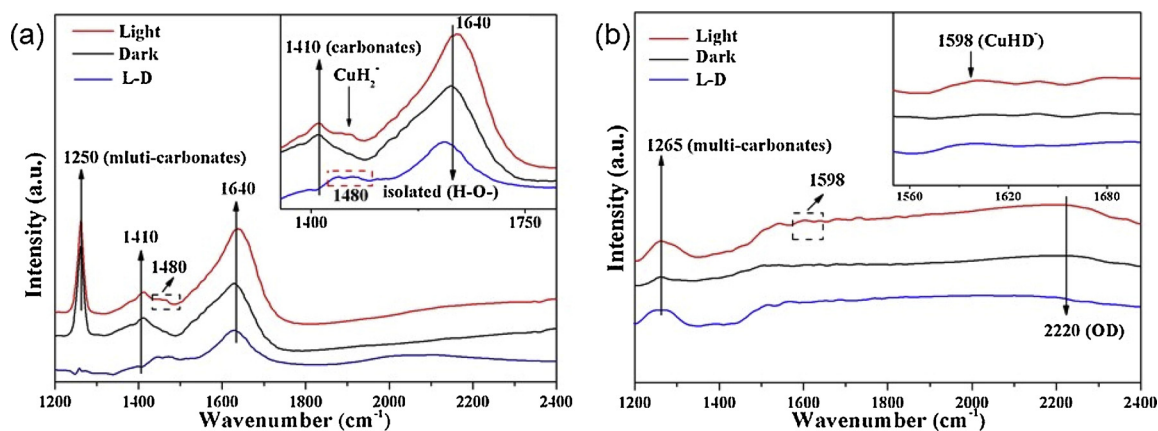 (a)
Light
Dark
L-D
1250 (mluti-carbonates)
1410
1480
1640
1640
1410 (carbonates)
CuH2-
1480
isolated (H-O-)
1400
1750
Intensity (a.u.)
1200 1400 1600 1800 2000 2200 2400
Wavenumber (cm-1)
(b)
Light
Dark
L-D
1265 (multi-carbonates)
1598
1598 (CuHD-)
1560 1620 1680
2220 (OD)
Intensity (a.u.)
1200 1400 1600 1800 2000 2200 2400
Wavenumber (cm-1)